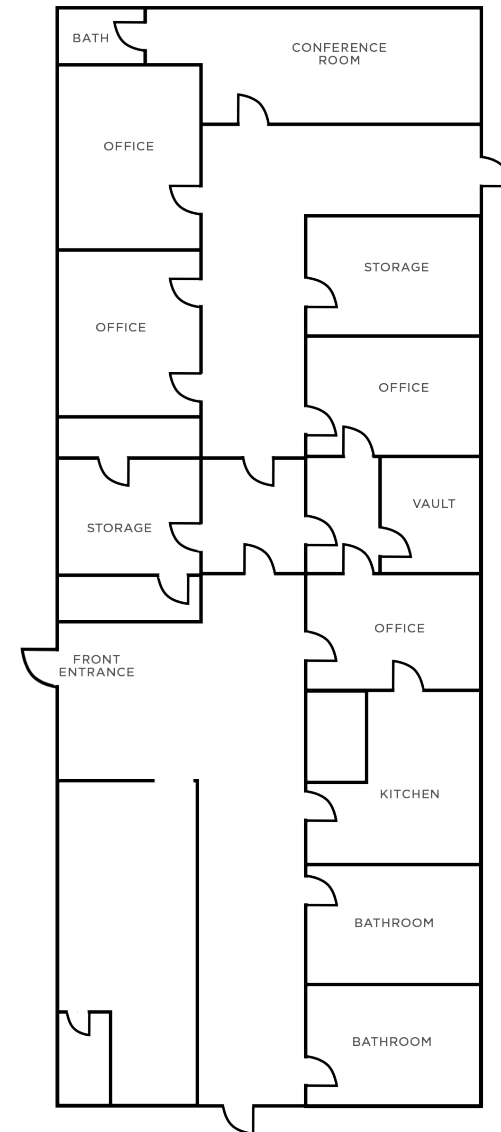 BATH
CONFERENCE
ROOM
OFFICE
STORAGE
OFFICE
OFFICE
VAULT
STORAGE
OFFICE
FRONT
ENTRANCE
KITCHEN
BATHROOM
BATHROOM